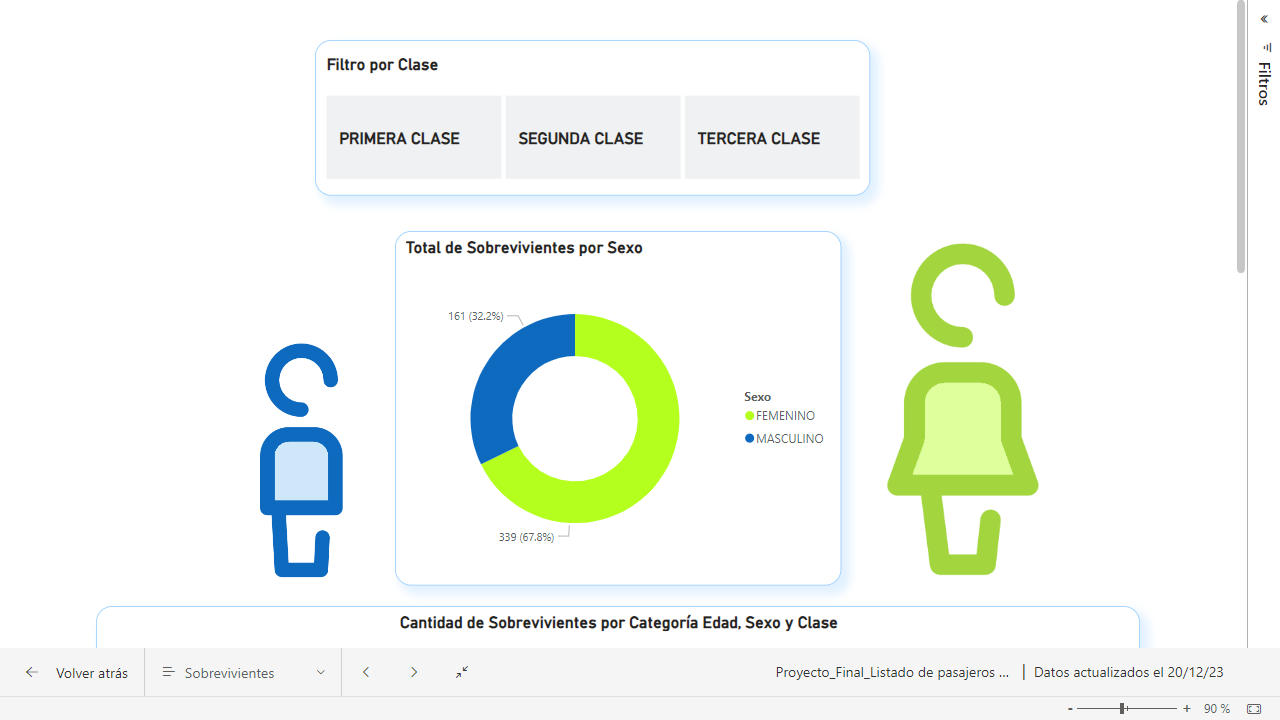 Filtro por Clase
PRIMERA CLASE
SEGUNDA CLASE
TERCERA CLASE
Filtros
Total de Sobrevivientes por Sexo
161 (32.2%)
339 (67.8%)
Sexo
FEMENINO
MASCULINO
Cantidad de Sobrevivientes por Categoría Edad, Sexo y Clase
Volver atrás
Sobrevivientes
Proyecto_Final_Listado de pasajeros ...
Datos actualizados el 20/12/23
- + 90 %